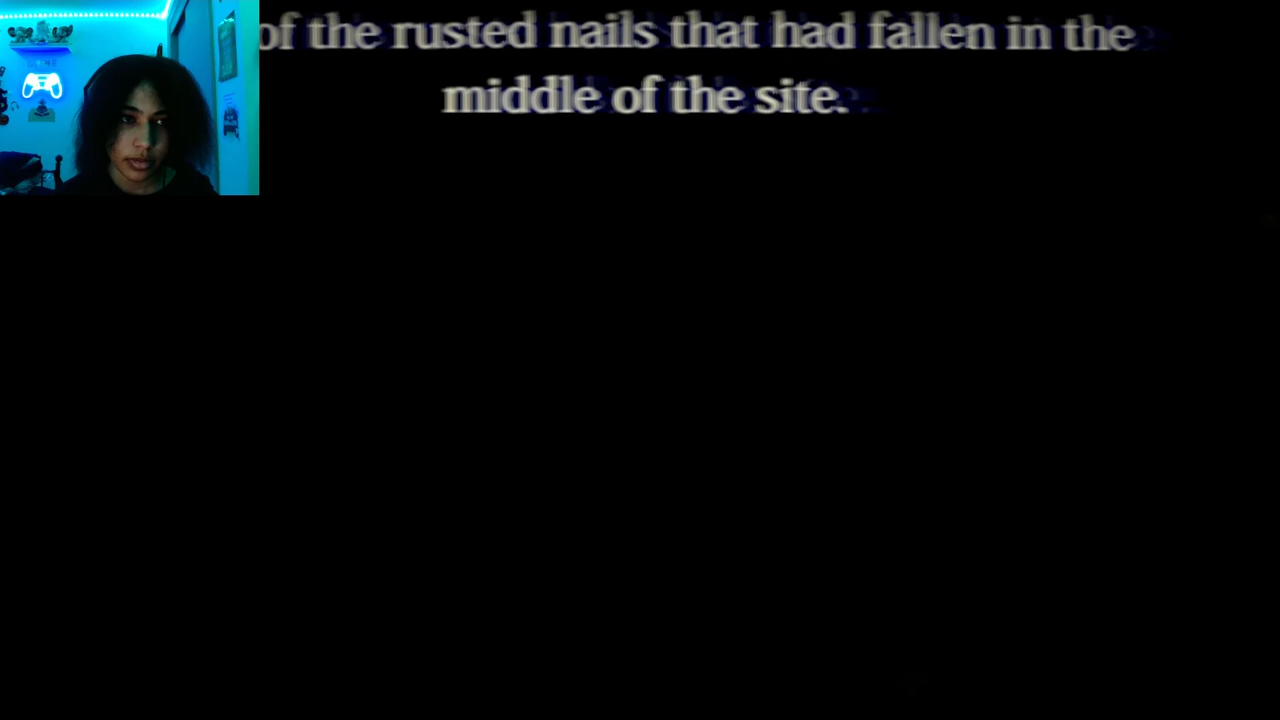 of the rusted nails that had fallen in the
middle of the site.